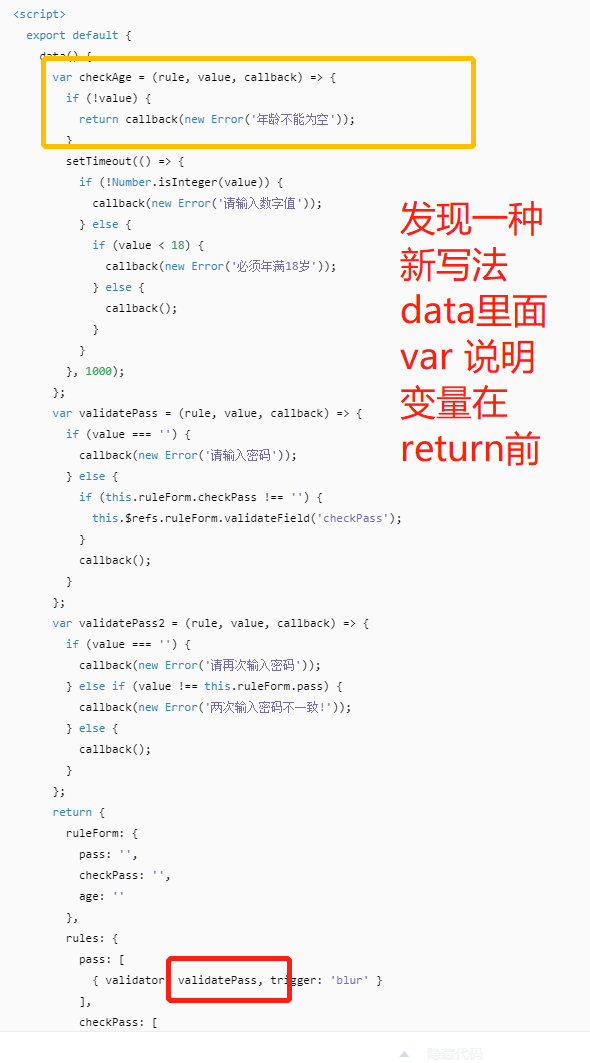 <script>
export default {
data() {
var checkAge = (rule, value, callback) => {
if (!value) {
return callback(new Error('年龄不能为空'));
}
setTimeout(() => {
if (!Number.isInteger(value)) {
callback(new Error('请输入数字值'));
} else {
if (value < 18) {
callback(new Error('必须年满18岁'));
} else {
callback();
}
}
}, 1000);
};
var validatePass = (rule, value, callback) => {
if (value === '') {
callback(new Error('请输入密码'));
} else {
if (this.ruleForm.checkPass !== '') {
this.$refs.ruleForm.validateField('checkPass');
}
callback();
}
};
var validatePass2 = (rule, value, callback) => {
if (value === '') {
callback(new Error('请再次输入密码'));
} else if (value !== this.ruleForm.pass) {
callback(new Error('两次输入密码不一致!'));
} else {
callback();
}
};
return {
ruleForm: {
pass: '',
checkPass: '',
age: ''
},
rules: {
pass: [
{ validator validatePass, trigger: 'blur' }
],
checkPass: [
发现一种
新写法
data里面
var 说明
变量在
return前
隐藏代码